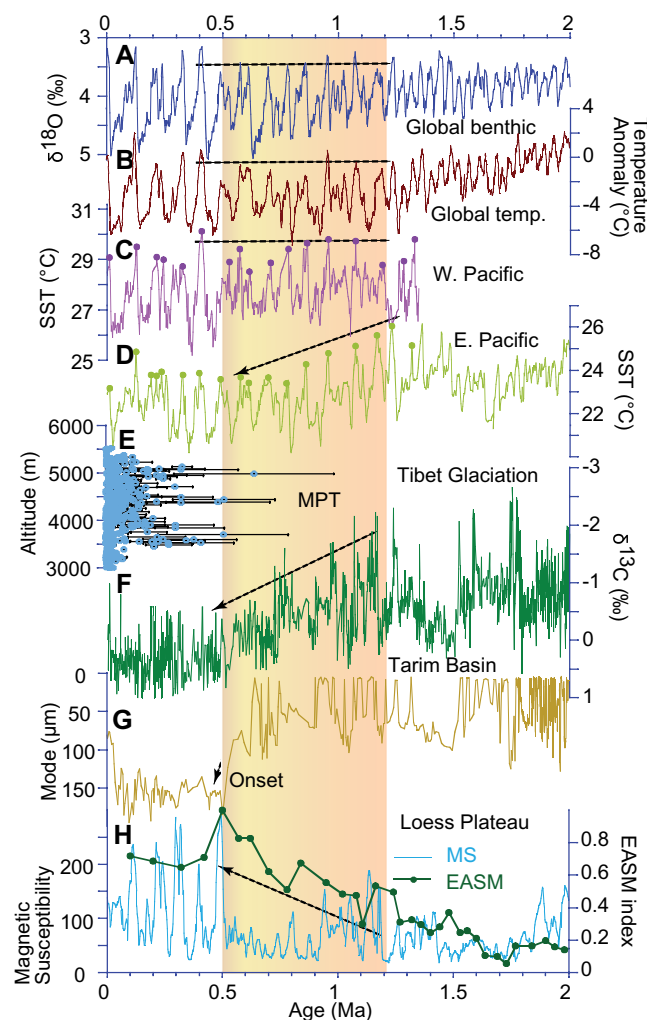 0 0.5 1 1.5 2
A
3
4
5
δ18O (‰)
Global benthic
4
0
-4
-8
Temperature
Anomaly (°C)
B
Global temp.
31
29
27
25
SST (°C)
C
W. Pacific
D
E. Pacific
26
24
22
SST (°C)
E
6000
5000
4000
3000
Altitude (m)
MPT
Tibet Glaciation
-3
-2
-1
0
1
δ13C (‰)
F
Tarim Basin
0
50
100
150
Mode (µm)
G
Onset
H
Loess Plateau
MS
EASM
200
100
0
Magnetic
Susceptibility
0.8
0.6
0.4
0.2
0
EASM index
0 0.5 1 1.5 2
Age (Ma)